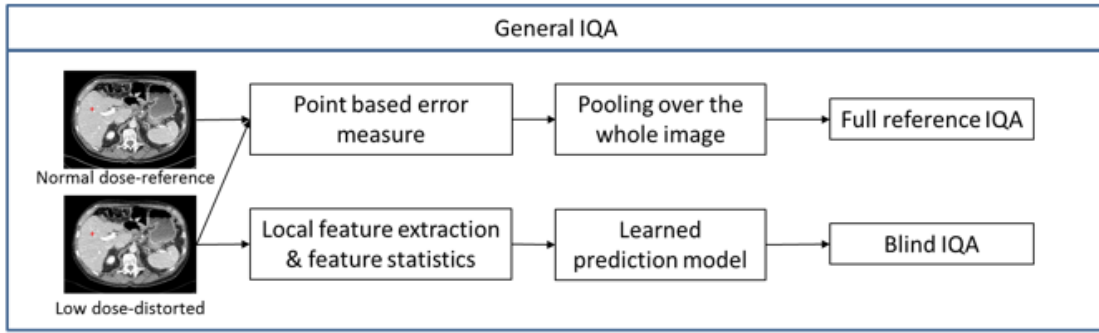 General IQA
Point based error
measure
Pooling over the
whole image
Full reference IQA
Normal dose-reference
Local feature extraction
& feature statistics
Learned
prediction model
Blind IQA
Low dose-distorted